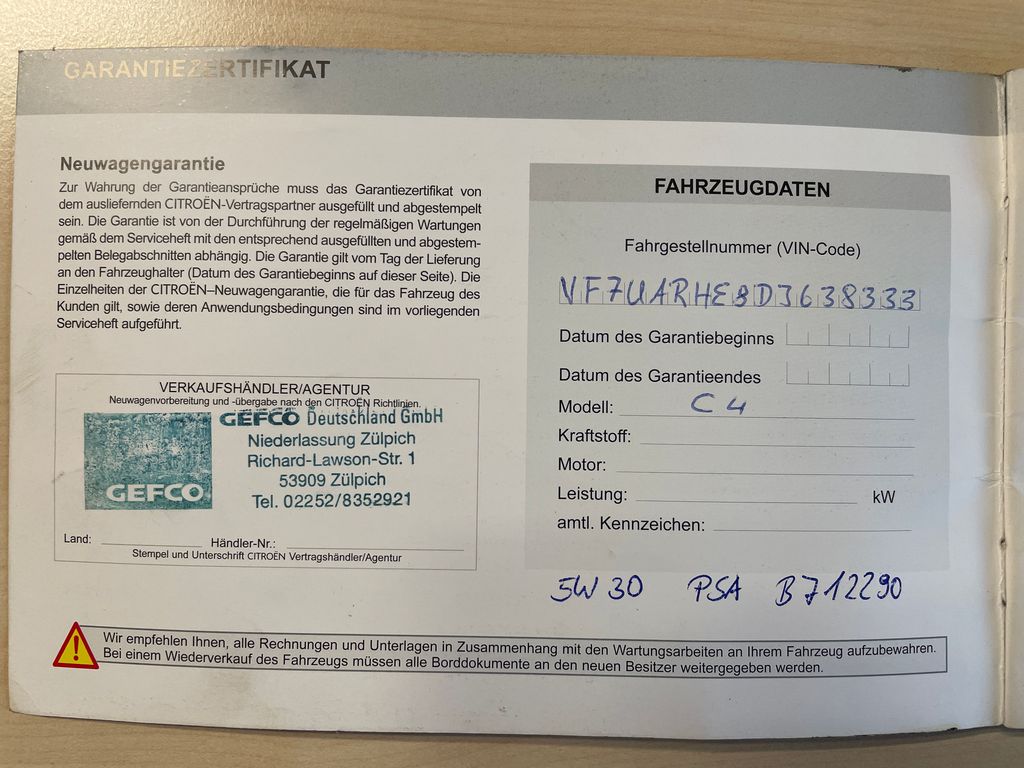 GARANTIEZERTIFIKAT
Neuwagengarantie
Zur Wahrung der Garantieansprüche muss das Garantiezertifikat von
dem ausliefernden CITROËN-Vertragspartner ausgefüllt und abgestempelt
sein. Die Garantie ist von der Durchführung der regelmäßigen Wartungen
gemäß dem Serviceheft mit den entsprechend ausgefüllten und abgestem-
pelten Belegabschnitten abhängig. Die Garantie gilt vom Tag der Lieferung
an den Fahrzeughalter (Datum des Garantiebeginns auf dieser Seite). Die
Einzelheiten der CITROËN–Neuwagengarantie, die für das Fahrzeug des
Kunden gilt, sowie deren Anwendungsbedingungen sind im vorliegenden
Serviceheft aufgeführt.
VERKAUFSHÄNDLER/AGENTUR
Neuwagenvorbereitung und -übergabe nach den CITROËN Richtlinien.
GEFCO
GEFCO Deutschland GmbH
Niederlassung Zülpich
Richard-Lawson-Str. 1
53909 Zülpich
Tel. 02252/8352921
Land: Händler-Nr.:
Stempel und Unterschrift CITROËN Vertragshändler/Agentur
FAHRZEUGDATEN
Fahrgestellnummer (VIN-Code)
VF7UARHE8DJ638333
Datum des Garantiebeginns
Datum des Garantieendes
Modell: C4
Kraftstoff:
Motor:
Leistung: kW
amtl. Kennzeichen:
5W30 PSA B712290
Wir empfehlen Ihnen, alle Rechnungen und Unterlagen in Zusammenhang mit den Wartungsarbeiten an Ihrem Fahrzeug aufzubewahren.
Bei einem Wiederverkauf des Fahrzeugs müssen alle Borddokumente an den neuen Besitzer weitergegeben werden.